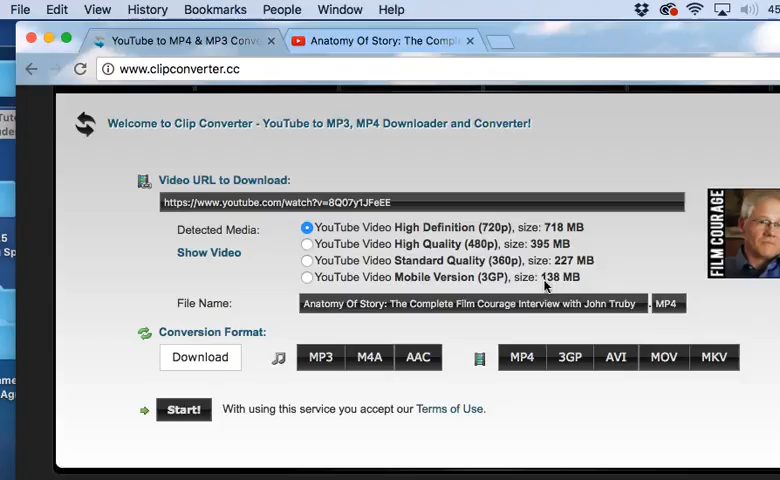 File Edit View History Bookmarks People Window Help
YouTube to MP4 & MP3 Conve
Anatomy Of Story: The Comple
www.clipconverter.cc
Welcome to Clip Converter - YouTube to MP3, MP4 Downloader and Converter!
Video URL to Download:
https://www.youtube.com/watch?v=8Q07y1JFeEE
Detected Media:
YouTube Video High Definition (720p), size: 718 MB
YouTube Video High Quality (480p), size: 395 MB
Show Video
YouTube Video Standard Quality (360p), size: 227 MB
YouTube Video Mobile Version (3GP), size: 138 MB
FILM COURAGE
File Name:
Anatomy Of Story: The Complete Film Courage Interview with John Truby . MP4
Conversion Format:
Download MP3 M4A AAC MP4 3GP AVI MOV MKV
Start! With using this service you accept our Terms of Use.